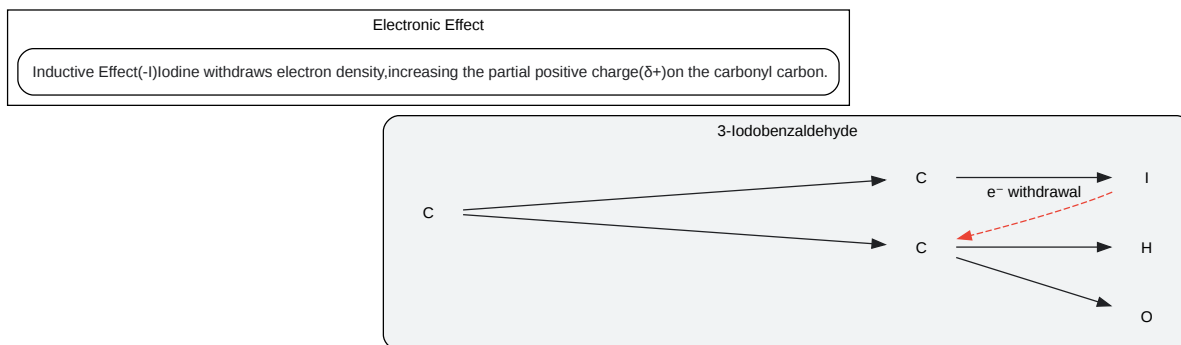 Electronic Effect
Inductive Effect(-I)Iodine withdraws electron density,increasing the partial positive charge(δ+)on the carbonyl carbon.
3-Iodobenzaldehyde
C
C
I
e⁻ withdrawal
C
H
O